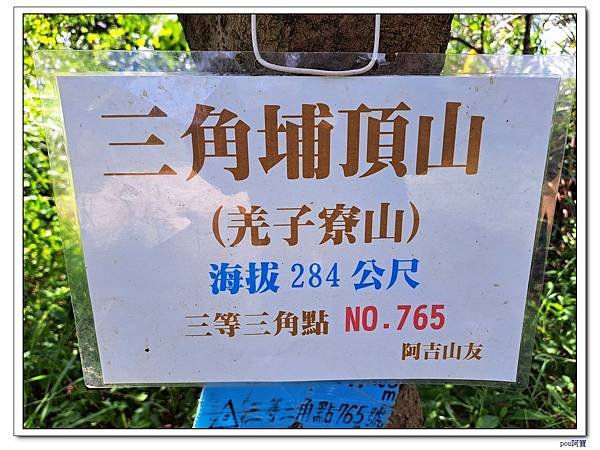 三角埔頂山
(羌子寮山)
海拔 284 公尺
三等三角點 NO.765
阿吉山友
三等三角點765號
pou阿寶